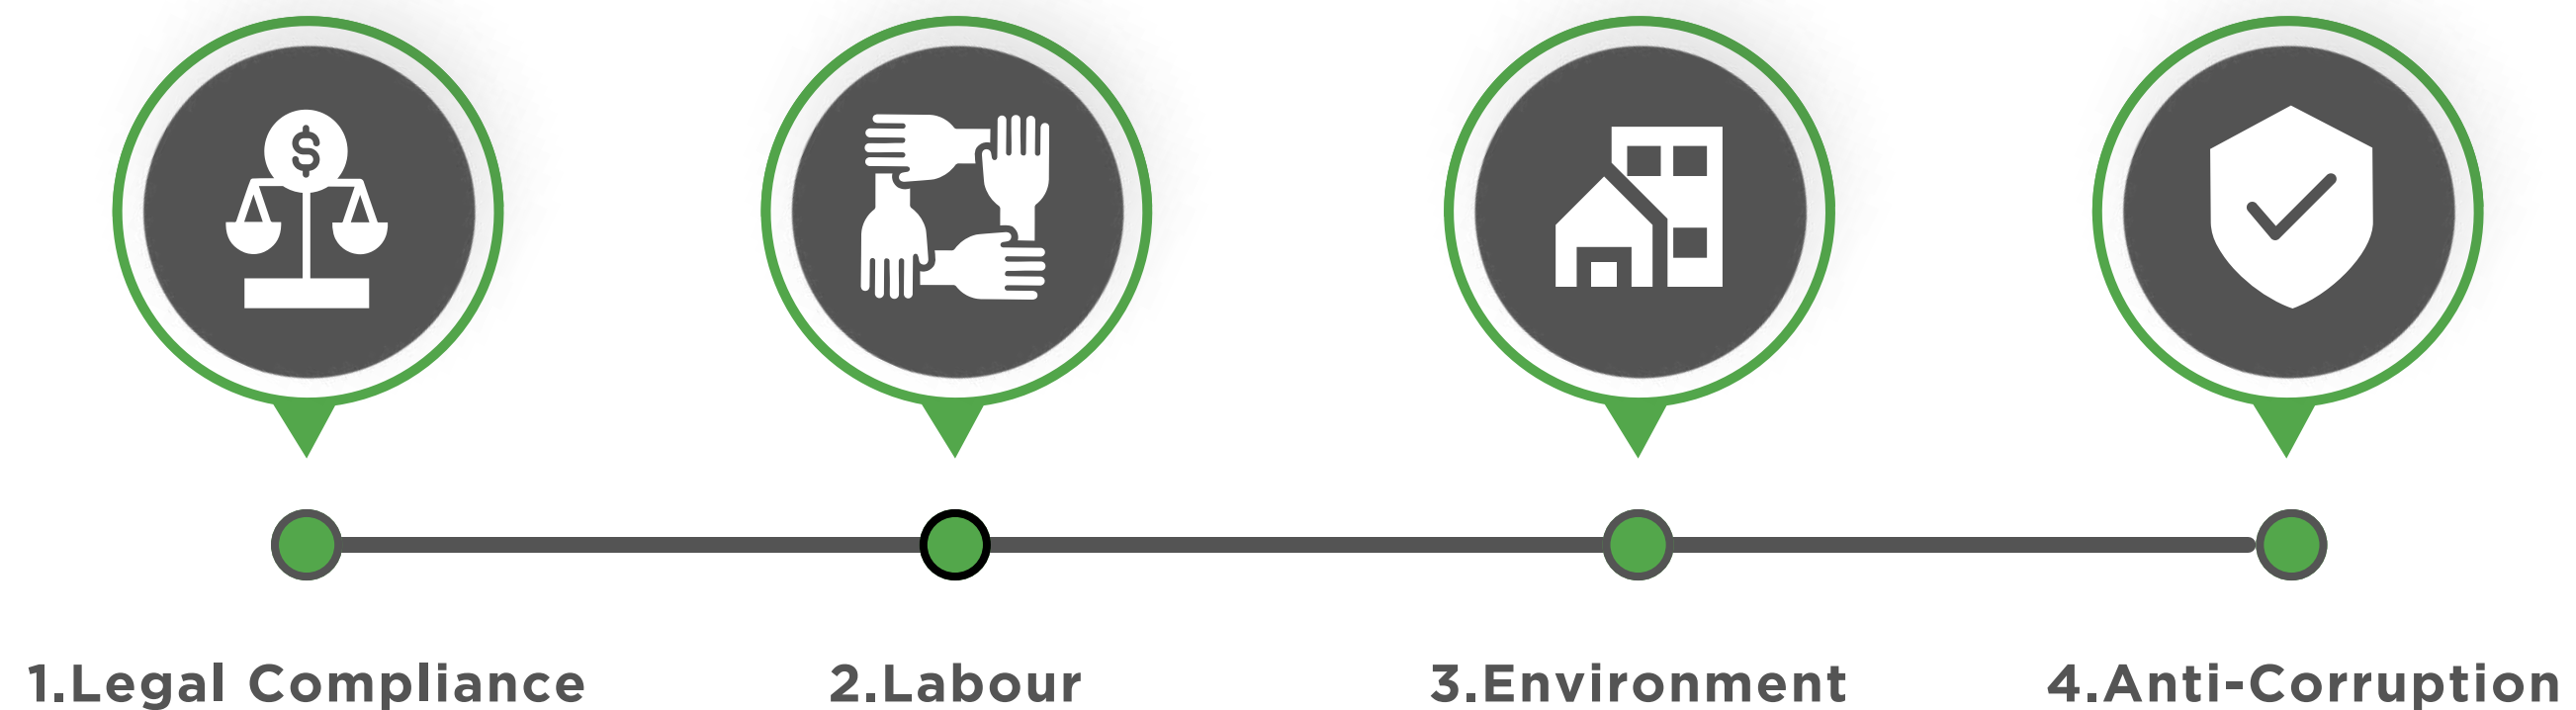 $
1.Legal Compliance
2.Labour
3.Environment
4.Anti-Corruption